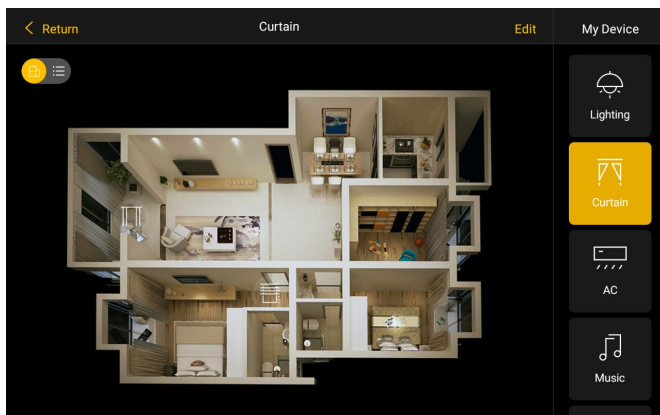 Return
Curtain
Edit
My Device
Lighting
Curtain
AC
Music